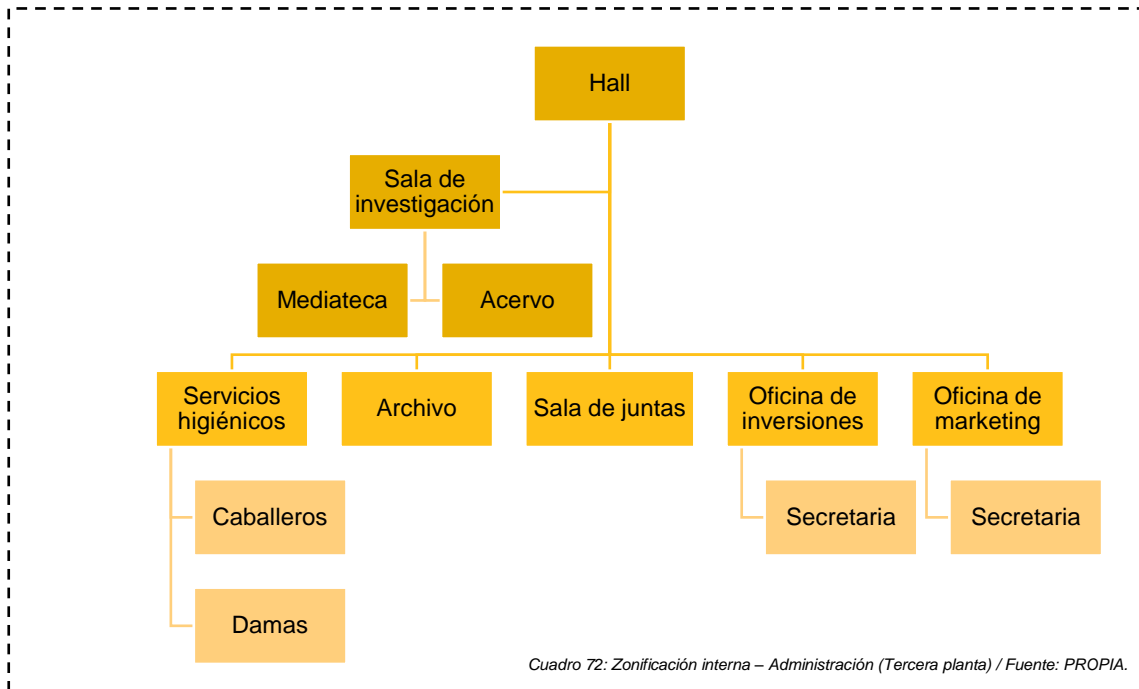 Hall
Sala de
investigación
Mediateca
Acervo
Servicios
higiénicos
Archivo
Sala de juntas
Oficina de
inversiones
Oficina de
marketing
Caballeros
Secretaria
Secretaria
Damas
Cuadro 72: Zonificación interna – Administración (Tercera planta) / Fuente: PROPIA.